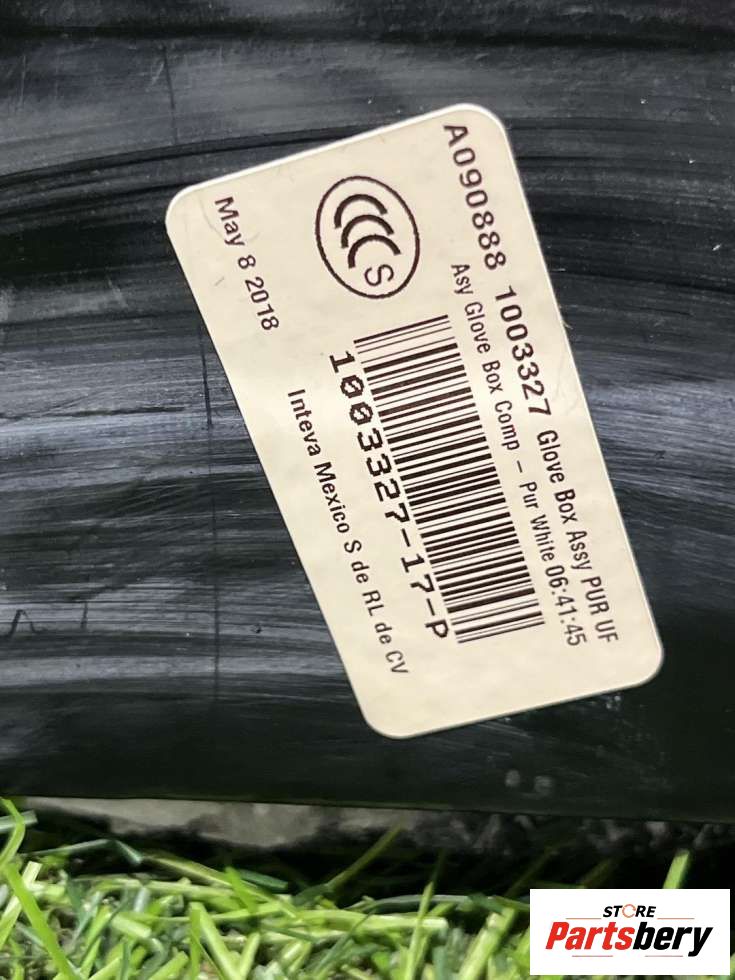 A090888 1003327 Glove Box Assy PUR UF
Asy Glove Box Comp - Pur White 06:41:45
CCC S
1003327-17-P
May 8 2018
Inteva Mexico S de RL de CV
STORE
Partsbery